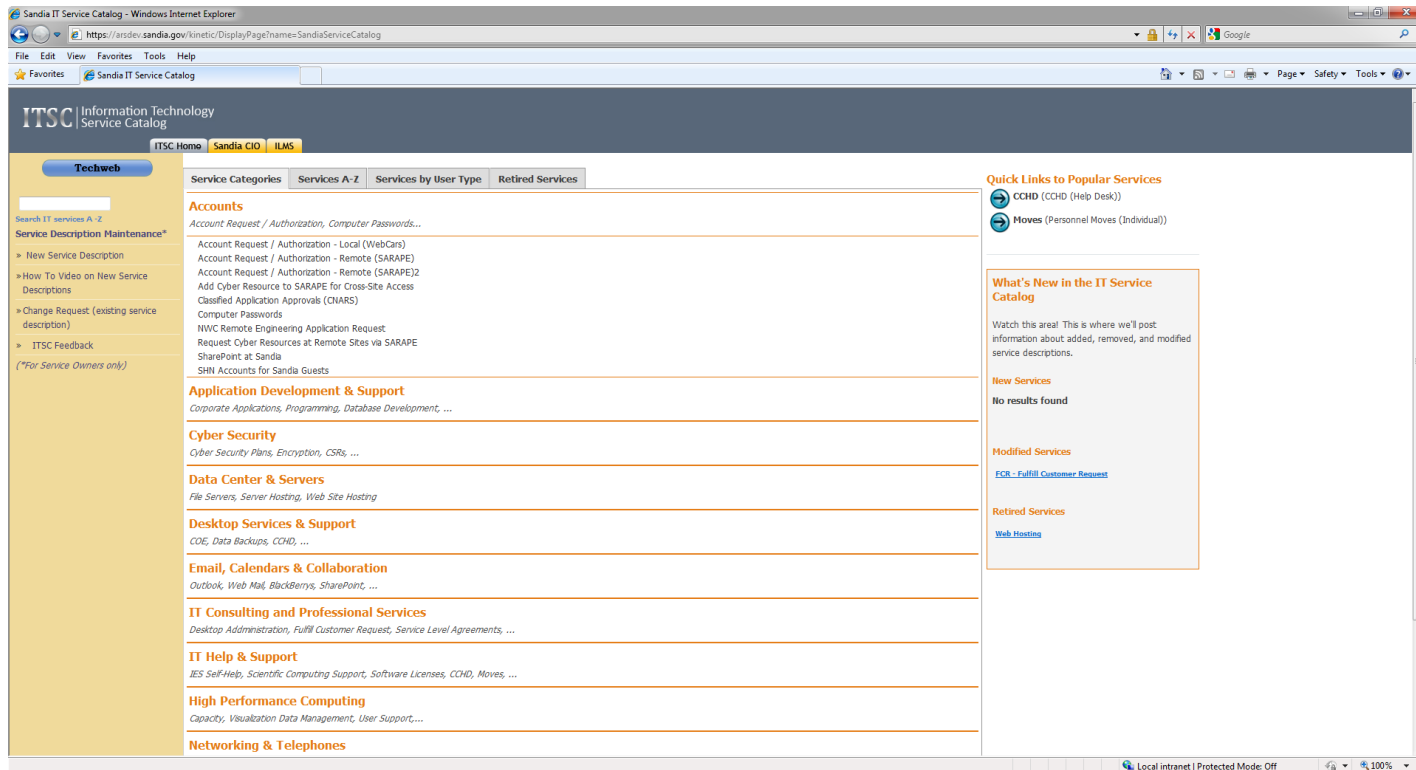 Sandia IT Service Catalog - Windows Internet Explorer
https://arsdev.sandia.gov/kinetic/DisplayPage?name=SandiaServiceCatalog
Google
File Edit View Favorites Tools Help
Favorites Sandia IT Service Catalog
Page Safety Tools
ITSC Information Technology
Service Catalog
ITSC Home Sandia CIO ILMS
Techweb
Search IT services A -Z
Service Description Maintenance*
» New Service Description
» How To Video on New Service
Descriptions
» Change Request (existing service
description)
» ITSC Feedback
(*For Service Owners only)
Service Categories Services A-Z Services by User Type Retired Services
Accounts
Account Request / Authorization, Computer Passwords...
Account Request / Authorization - Local (WebCars)
Account Request / Authorization - Remote (SARAPE)
Account Request / Authorization - Remote (SARAPE)2
Add Cyber Resource to SARAPE for Cross-Site Access
Classified Application Approvals (CNARS)
Computer Passwords
NWC Remote Engineering Application Request
Request Cyber Resources at Remote Sites via SARAPE
SharePoint at Sandia
SHN Accounts for Sandia Guests
Application Development & Support
Corporate Applications, Programming, Database Development, ...
Cyber Security
Cyber Security Plans, Encryption, CSRs, ...
Data Center & Servers
File Servers, Server Hosting, Web Site Hosting
Desktop Services & Support
COE, Data Backups, CCHD, ...
Email, Calendars & Collaboration
Outlook, Web Mail, BlackBerrys, SharePoint, ...
IT Consulting and Professional Services
Desktop Addministration, Fulfill Customer Request, Service Level Agreements, ...
IT Help & Support
IES Self-Help, Scientific Computing Support, Software Licenses, CCHD, Moves, ...
High Performance Computing
Capacity, Visualization Data Management, User Support,...
Networking & Telephones
Quick Links to Popular Services
CCHD (CCHD (Help Desk))
Moves (Personnel Moves (Individual))
What's New in the IT Service
Catalog
Watch this area! This is where we'll post
information about added, removed, and modified
service descriptions.
New Services
No results found
Modified Services
FCR - Fulfill Customer Request
Retired Services
Web Hosting
Local intranet | Protected Mode: Off
100%